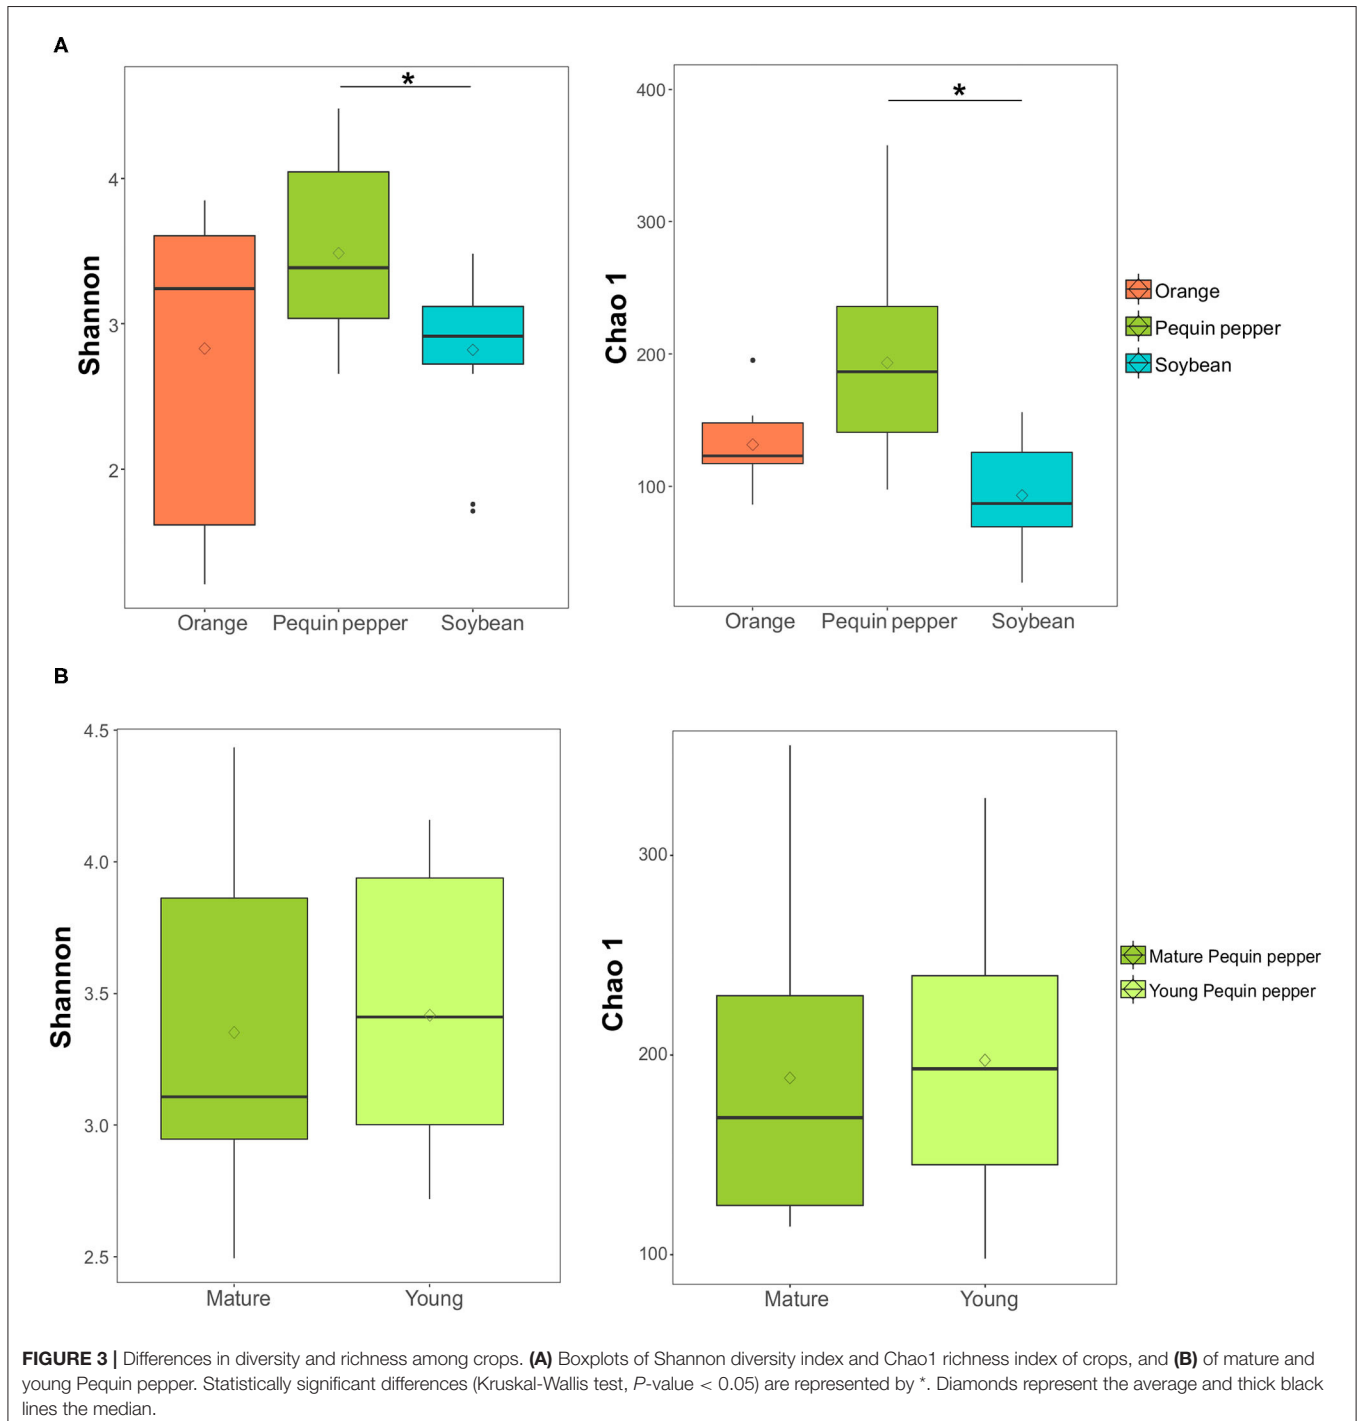 A
*
*
4
3
2
Shannon
Orange
Pequin pepper
Soybean
400
300
200
100
Chao 1
Orange
Pequin pepper
Soybean
Orange
Pequin pepper
Soybean
B
4.5
4.0
3.5
3.0
2.5
Shannon
Mature
Young
300
200
100
Chao 1
Mature
Young
Mature Pequin pepper
Young Pequin pepper
FIGURE 3 | Differences in diversity and richness among crops. (A) Boxplots of Shannon diversity index and Chao1 richness index of crops, and (B) of mature and
young Pequin pepper. Statistically significant differences (Kruskal-Wallis test, P-value < 0.05) are represented by *. Diamonds represent the average and thick black
lines the median.